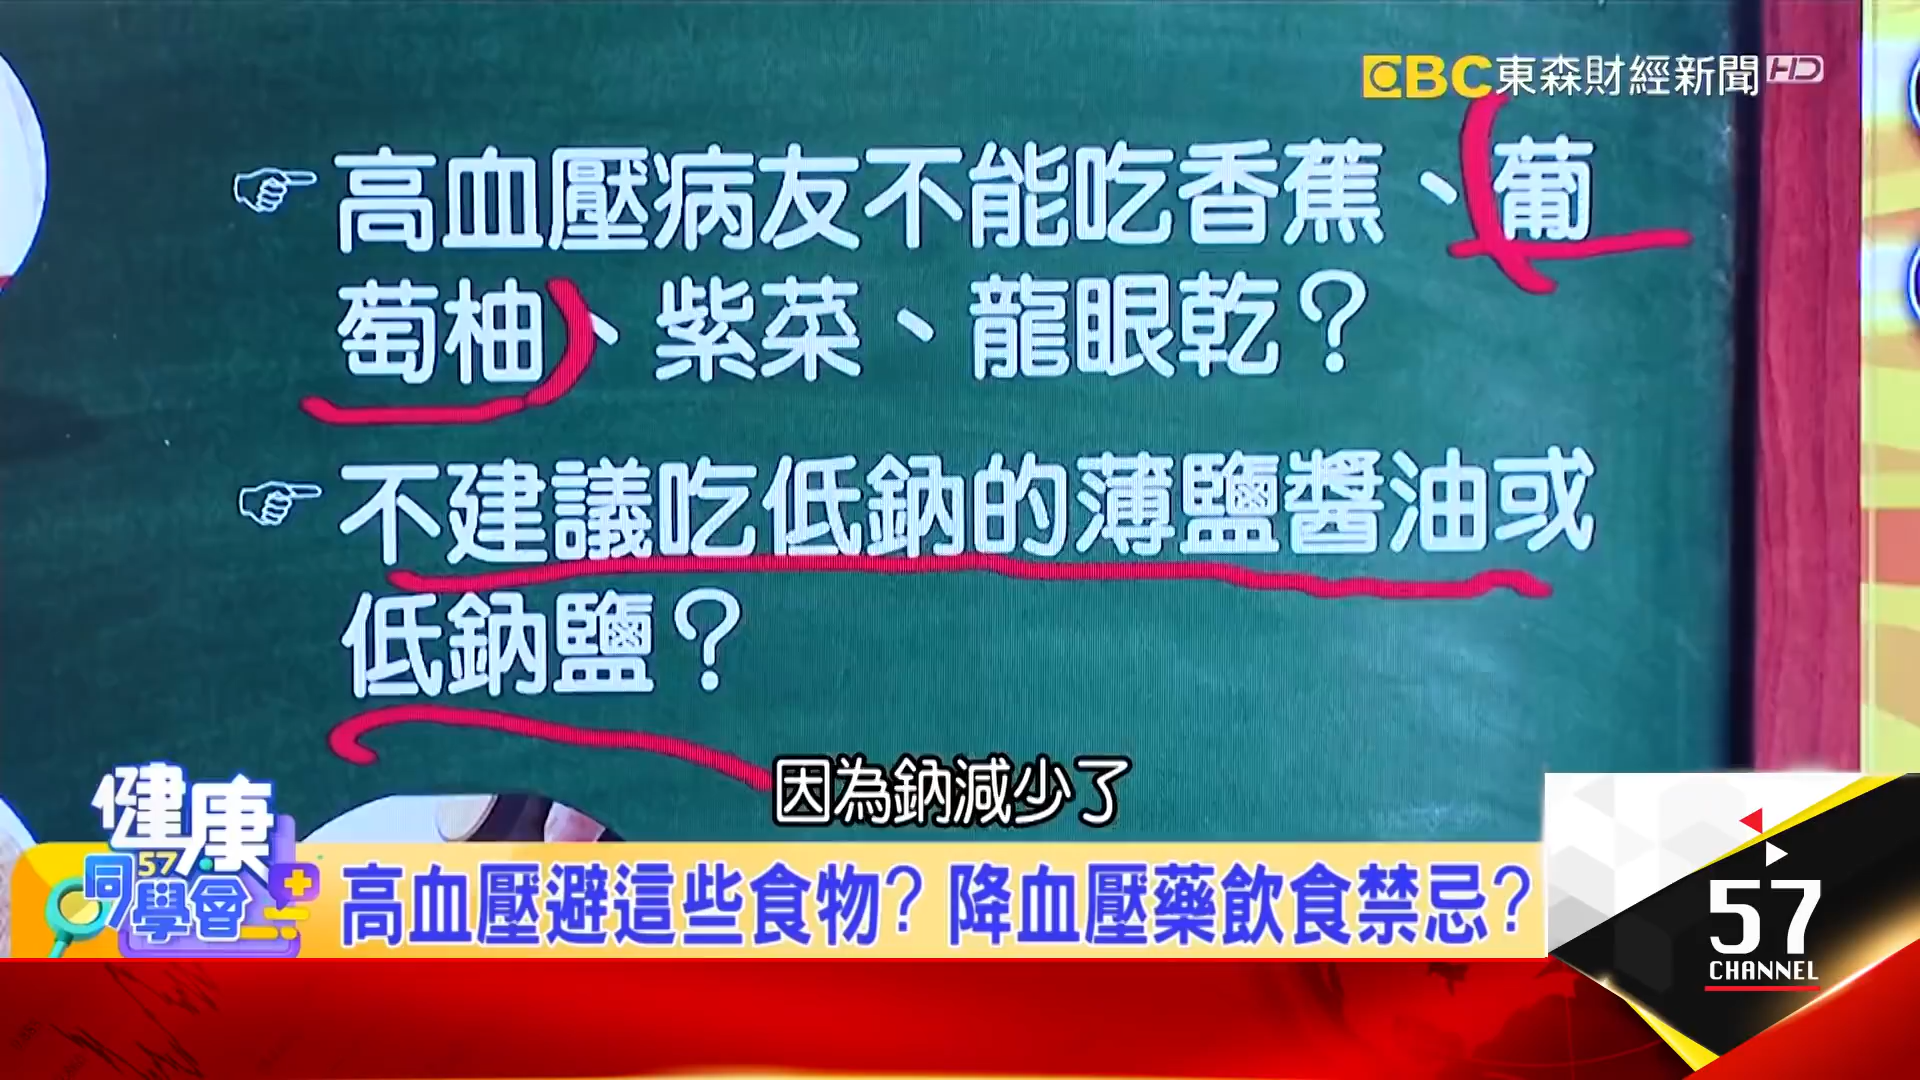 EBC東森財經新聞HD
☞高血壓病友不能吃香蕉、葡
萄柚、紫菜、龍眼乾？
☞不建議吃低鈉的薄鹽醬油或
低鈉鹽？
因為鈉減少了
健康
57
同學會
高血壓避這些食物？降血壓藥飲食禁忌？
57
CHANNEL